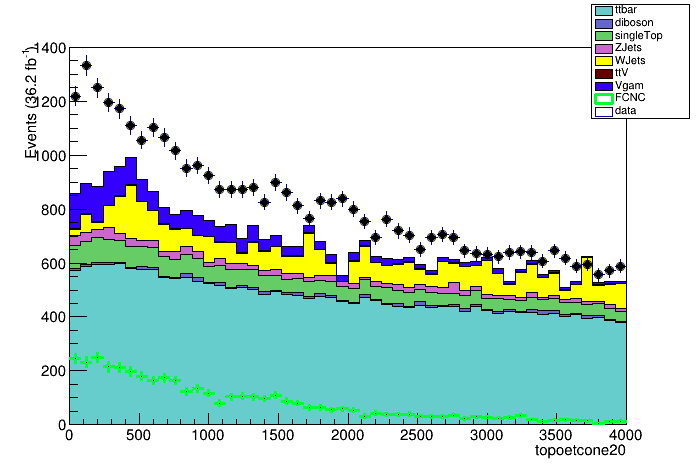 ttbar
diboson
singleTop
ZJets
WJets
ttV
Vgam
FCNC
data
Events (36.2 fb⁻¹)
1400
1200
1000
800
600
400
200
0
0 500 1000 1500 2000 2500 3000 3500 4000
topoetcone20